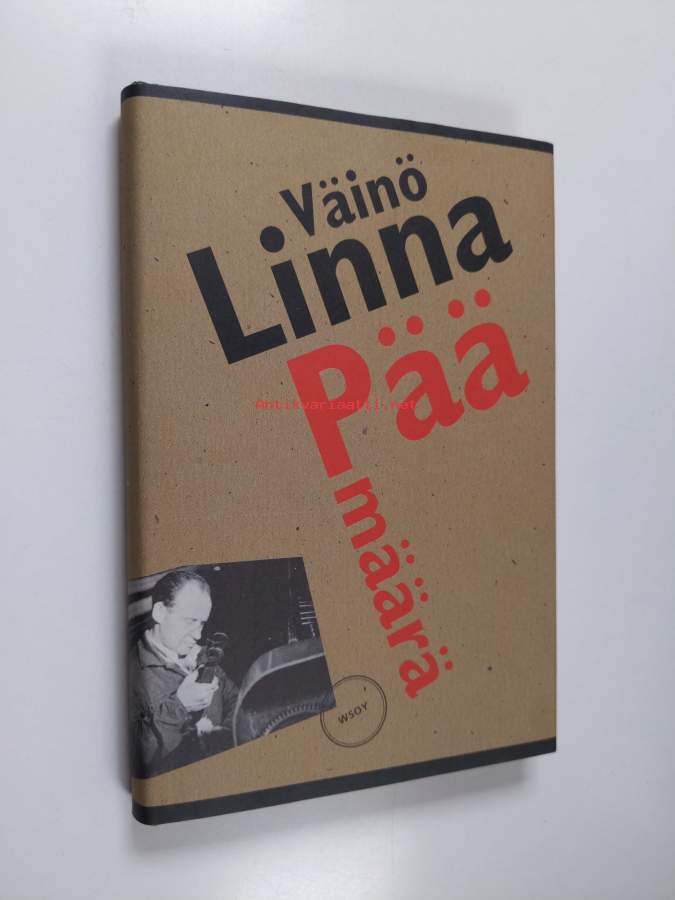 Väinö
Linna
Pää
määrä
Antikvariaatti.net
WSOY